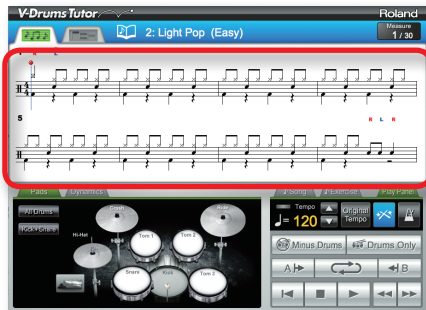 V-Drums Tutor Roland
2: Light Pop (Easy)
Measure
1 / 30
R L
4
4
5
R L R
Pads Dynamics Song Exercise Play Panel
All Drums
Kick+Snare
Hi-Hat
Crash
Ride
Tom 1
Tom 2
Snare
Kick
Tom 3
Tempo
= 120
Original
Tempo
Minus Drums
Drums Only
A
B